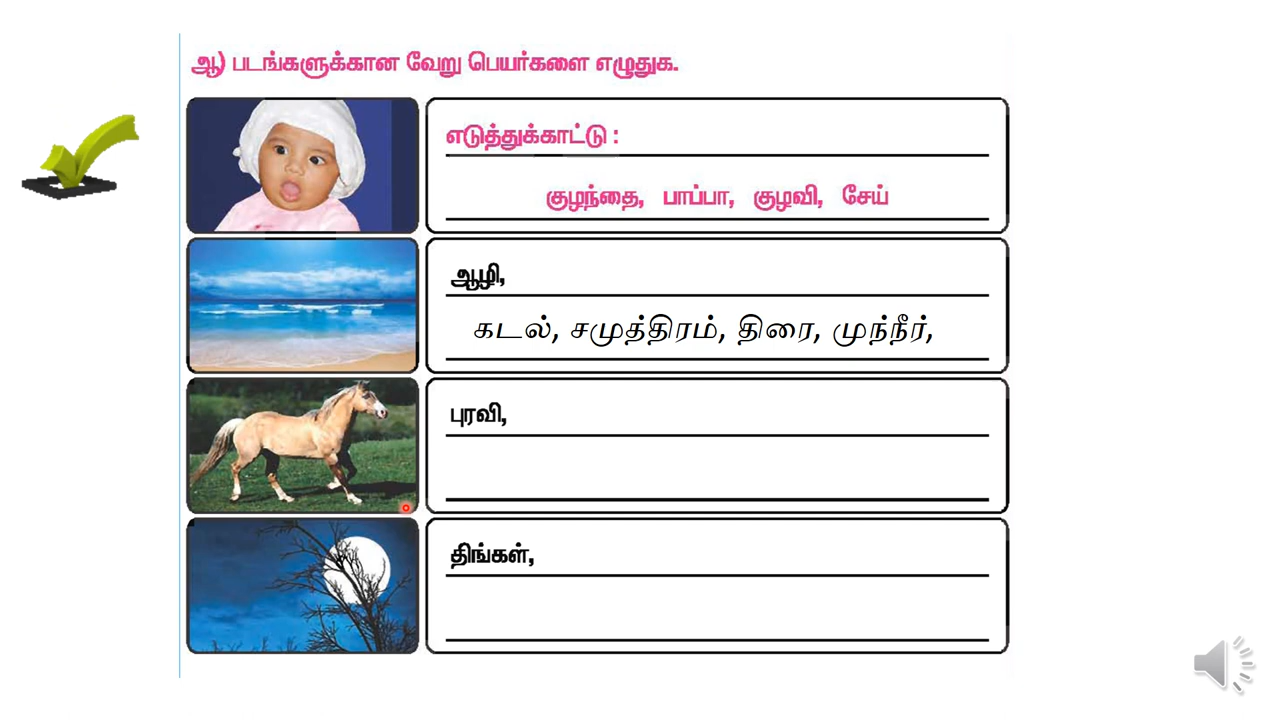 ஆ) படங்களுக்கான வேறு பெயர்களை எழுதுக.
எடுத்துக்காட்டு :
குழந்தை, பாப்பா, குழவி, சேய்
ஆழி,
கடல், சமுத்திரம், திரை, முந்நீர்,
புரவி,
திங்கள்,